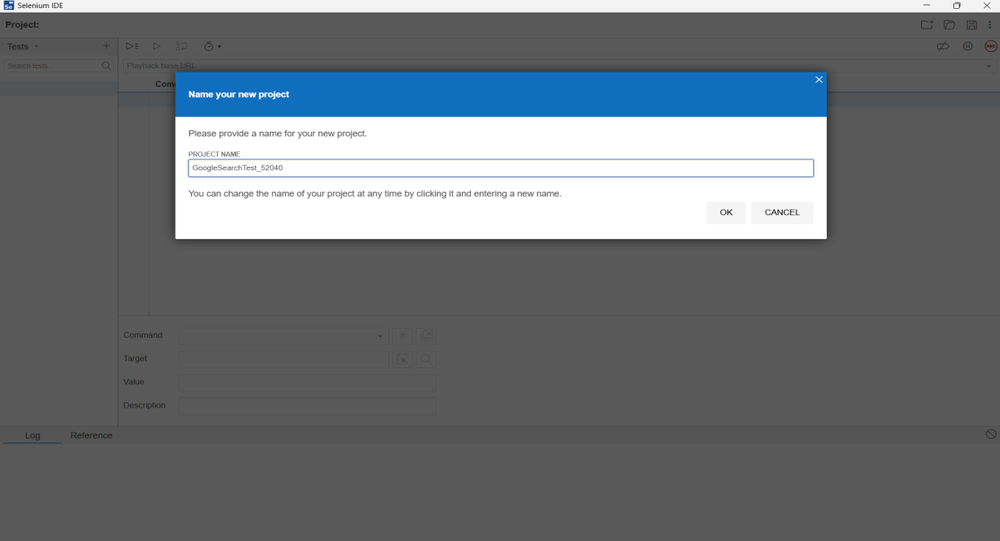 Selenium IDE
Project:
Tests
Search tests...
Playback base URL
Com
REC
Name your new project
Please provide a name for your new project.
PROJECT NAME
GoogleSearchTest_52040
You can change the name of your project at any time by clicking it and entering a new name.
OK CANCEL
Command
//
Target
Value
Description
Log Reference